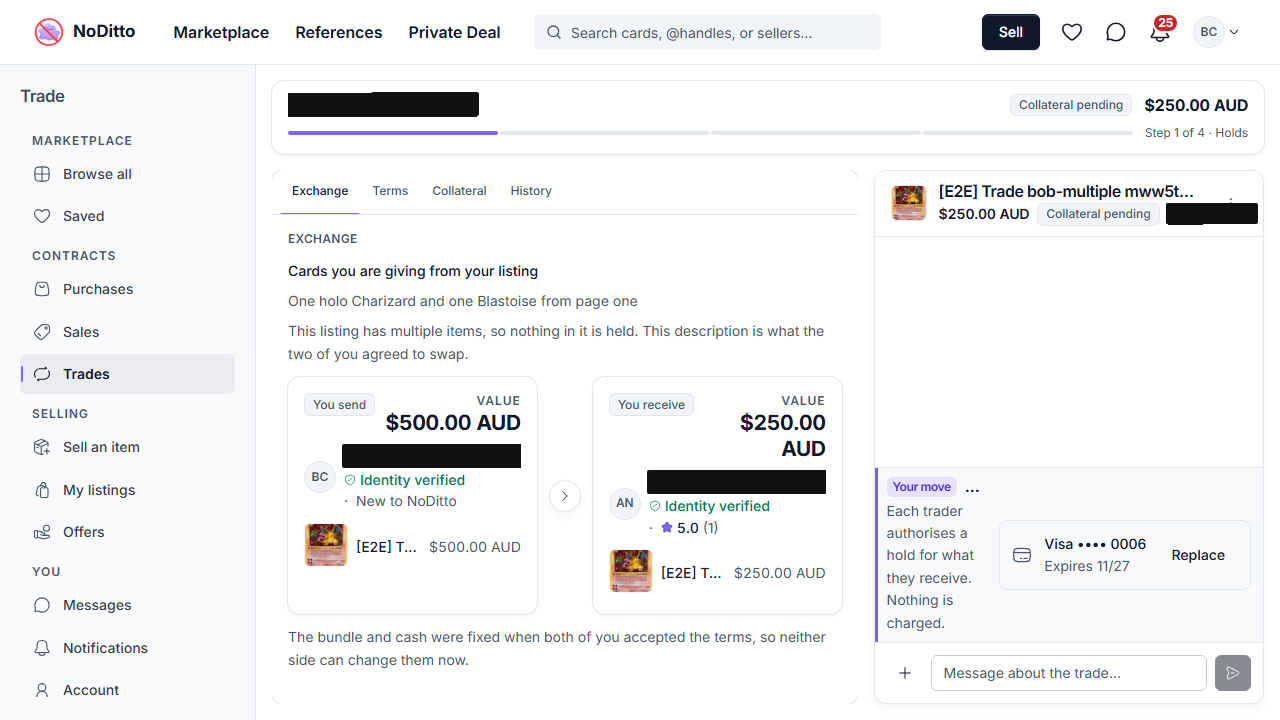 NoDitto
Marketplace
References
Private Deal
Search cards, @handles, or sellers...
Sell
25
BC
Trade
MARKETPLACE
Browse all
Saved
CONTRACTS
Purchases
Sales
Trades
SELLING
Sell an item
My listings
Offers
YOU
Messages
Notifications
Account
Collateral pending
$250.00 AUD
Step 1 of 4 · Holds
Exchange
Terms
Collateral
History
EXCHANGE
Cards you are giving from your listing
One holo Charizard and one Blastoise from page one
This listing has multiple items, so nothing in it is held. This description is what the
two of you agreed to swap.
You send
VALUE
$500.00 AUD
BC
Identity verified
· New to NoDitto
[E2E] T... $500.00 AUD
You receive
VALUE
$250.00
AUD
AN
Identity verified
· 5.0 (1)
[E2E] T... $250.00 AUD
The bundle and cash were fixed when both of you accepted the terms, so neither
side can change them now.
[E2E] Trade bob-multiple mww5t...
$250.00 AUD
Collateral pending
Your move ...
Each trader
authorises a
hold for what
they receive.
Nothing is
charged.
Visa •••• 0006
Expires 11/27
Replace
Message about the trade...